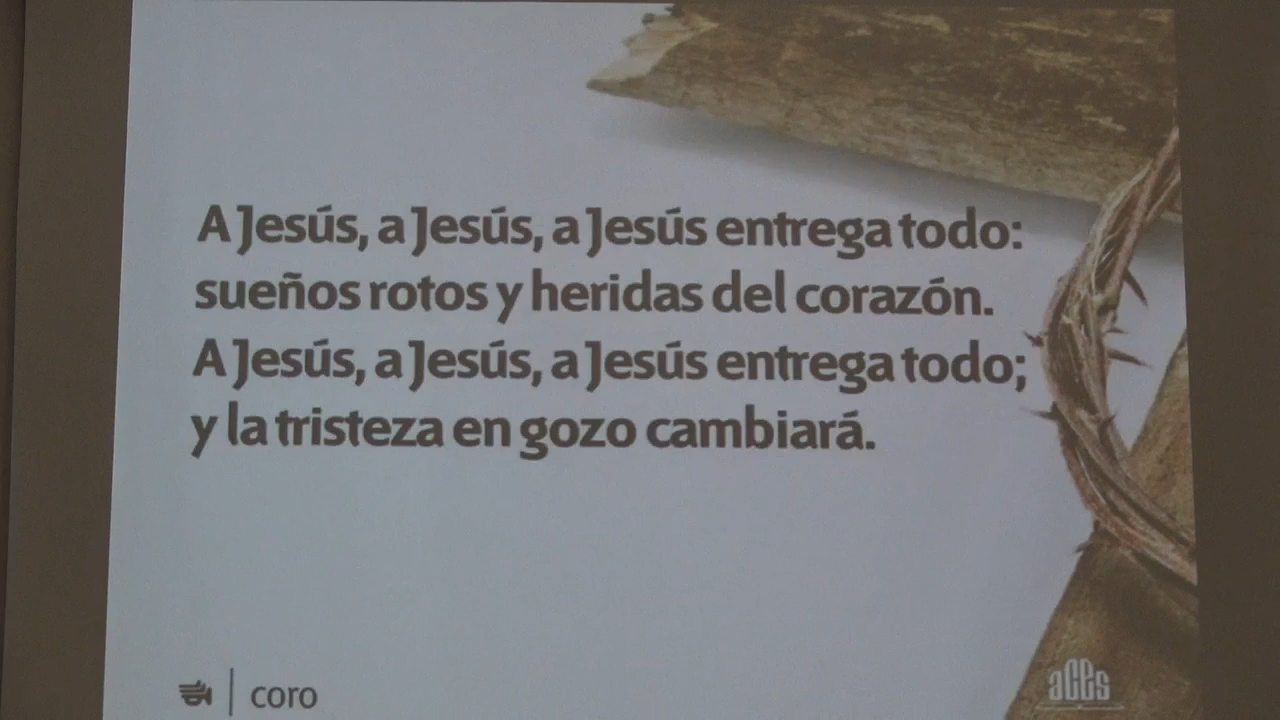 A Jesús, a Jesús, a Jesús entrega todo:
sueños rotos y heridas del corazón.
A Jesús, a Jesús, a Jesús entrega todo;
y la tristeza en gozo cambiará.
coro
aces